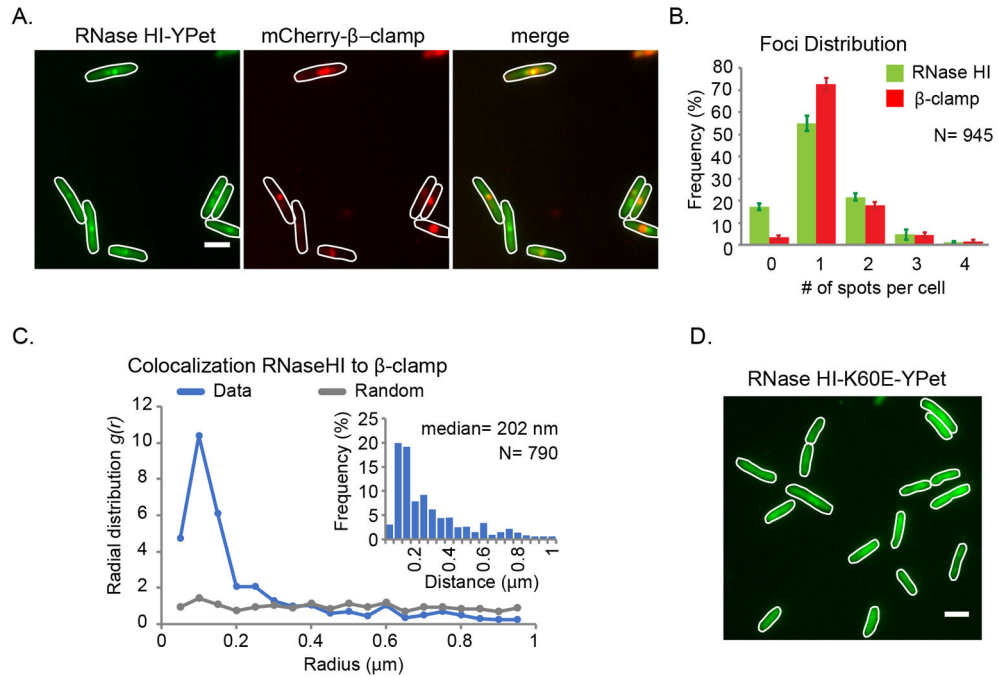 A.
RNase HI-YPet
mCherry-β–clamp
merge
B.
Foci Distribution
RNase HI
β-clamp
N= 945
Frequency (%)
80
70
60
50
40
30
20
10
0
0 1 2 3 4
# of spots per cell
C.
Colocalization RNaseHI to β-clamp
Data
Random
Radial distribution g(r)
12
10
8
6
4
2
0
0 0.2 0.4 0.6 0.8 1
Radius (µm)
median= 202 nm
N= 790
Frequency (%)
25
20
15
10
5
0
0.2 0.4 0.6 0.8 1
Distance (µm)
D.
RNase HI-K60E-YPet